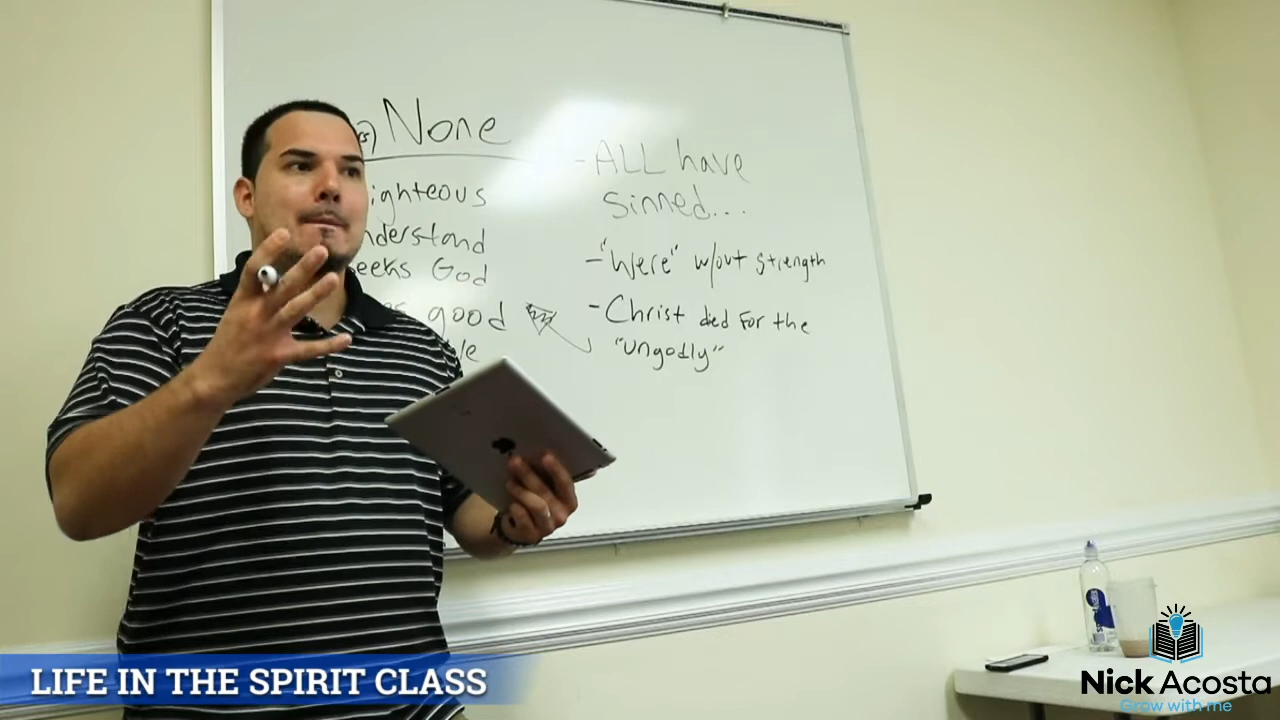 None
ighteous
nderstand
eeks God
good
- ALL have
sinned...
- "Were" w/out strength
- Christ died For the
"Ungodly"
LIFE IN THE SPIRIT CLASS
Nick Acosta
Grow with me